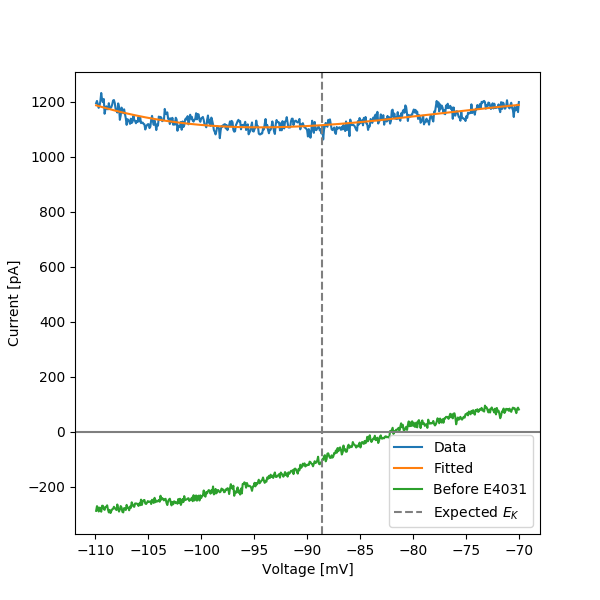 1200
1000
800
600
400
200
0
−200
Current [pA]
−110
−105
−100
−95
−90
−85
−80
−75
−70
Voltage [mV]
Data
Fitted
Before E4031
Expected E_K